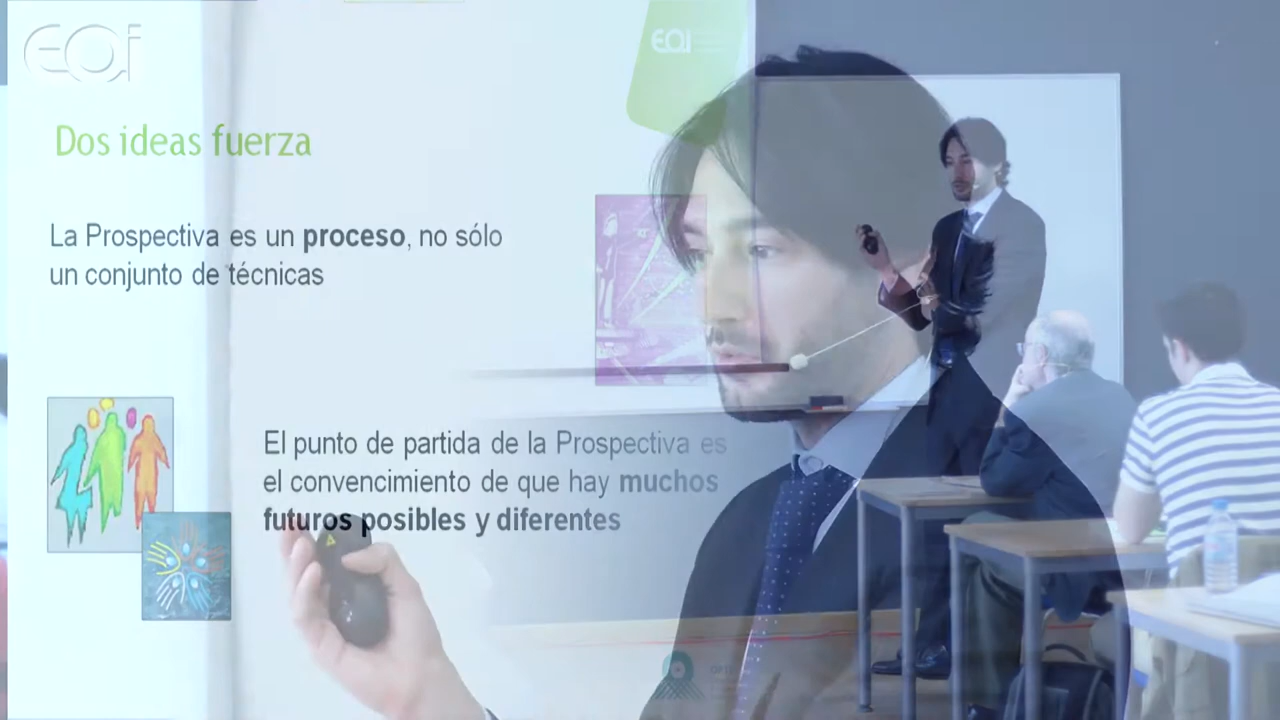 EOI
EOI
Dos ideas fuerza
La Prospectiva es un proceso, no sólo
un conjunto de técnicas
El punto de partida de la Prospectiva es
el convencimiento de que hay muchos
futuros posibles y diferentes